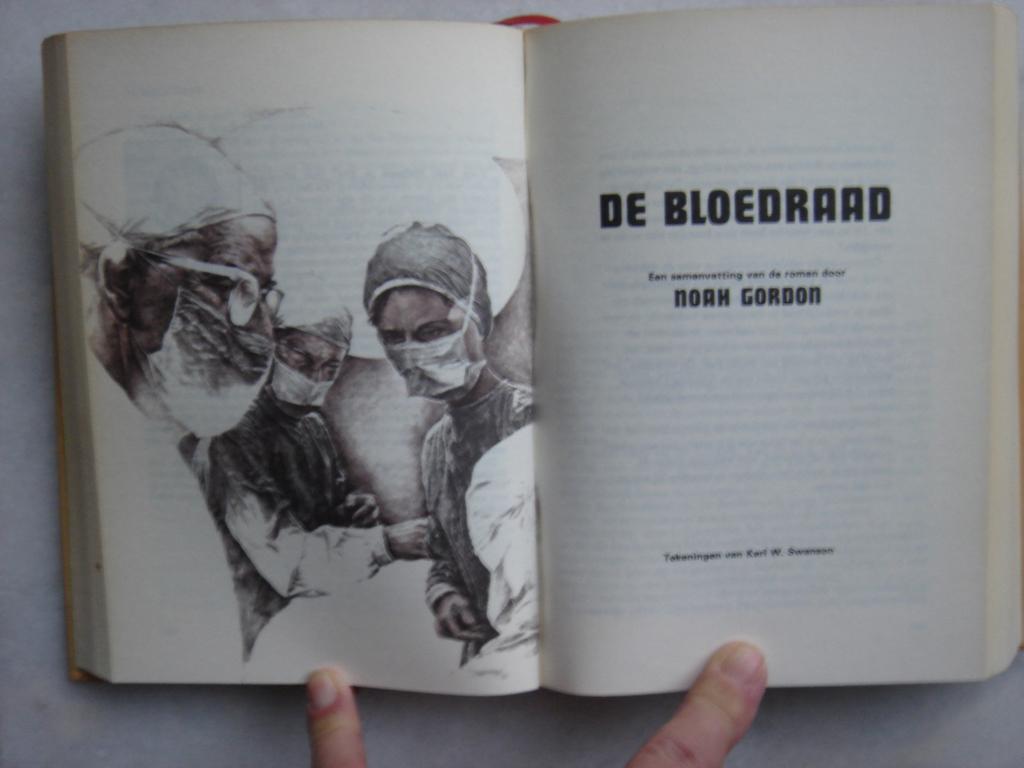 DE BLOEDRAAD
Een samenvatting van de roman door
NOAH GORDON
Tekeningen van Karl W. Swanson